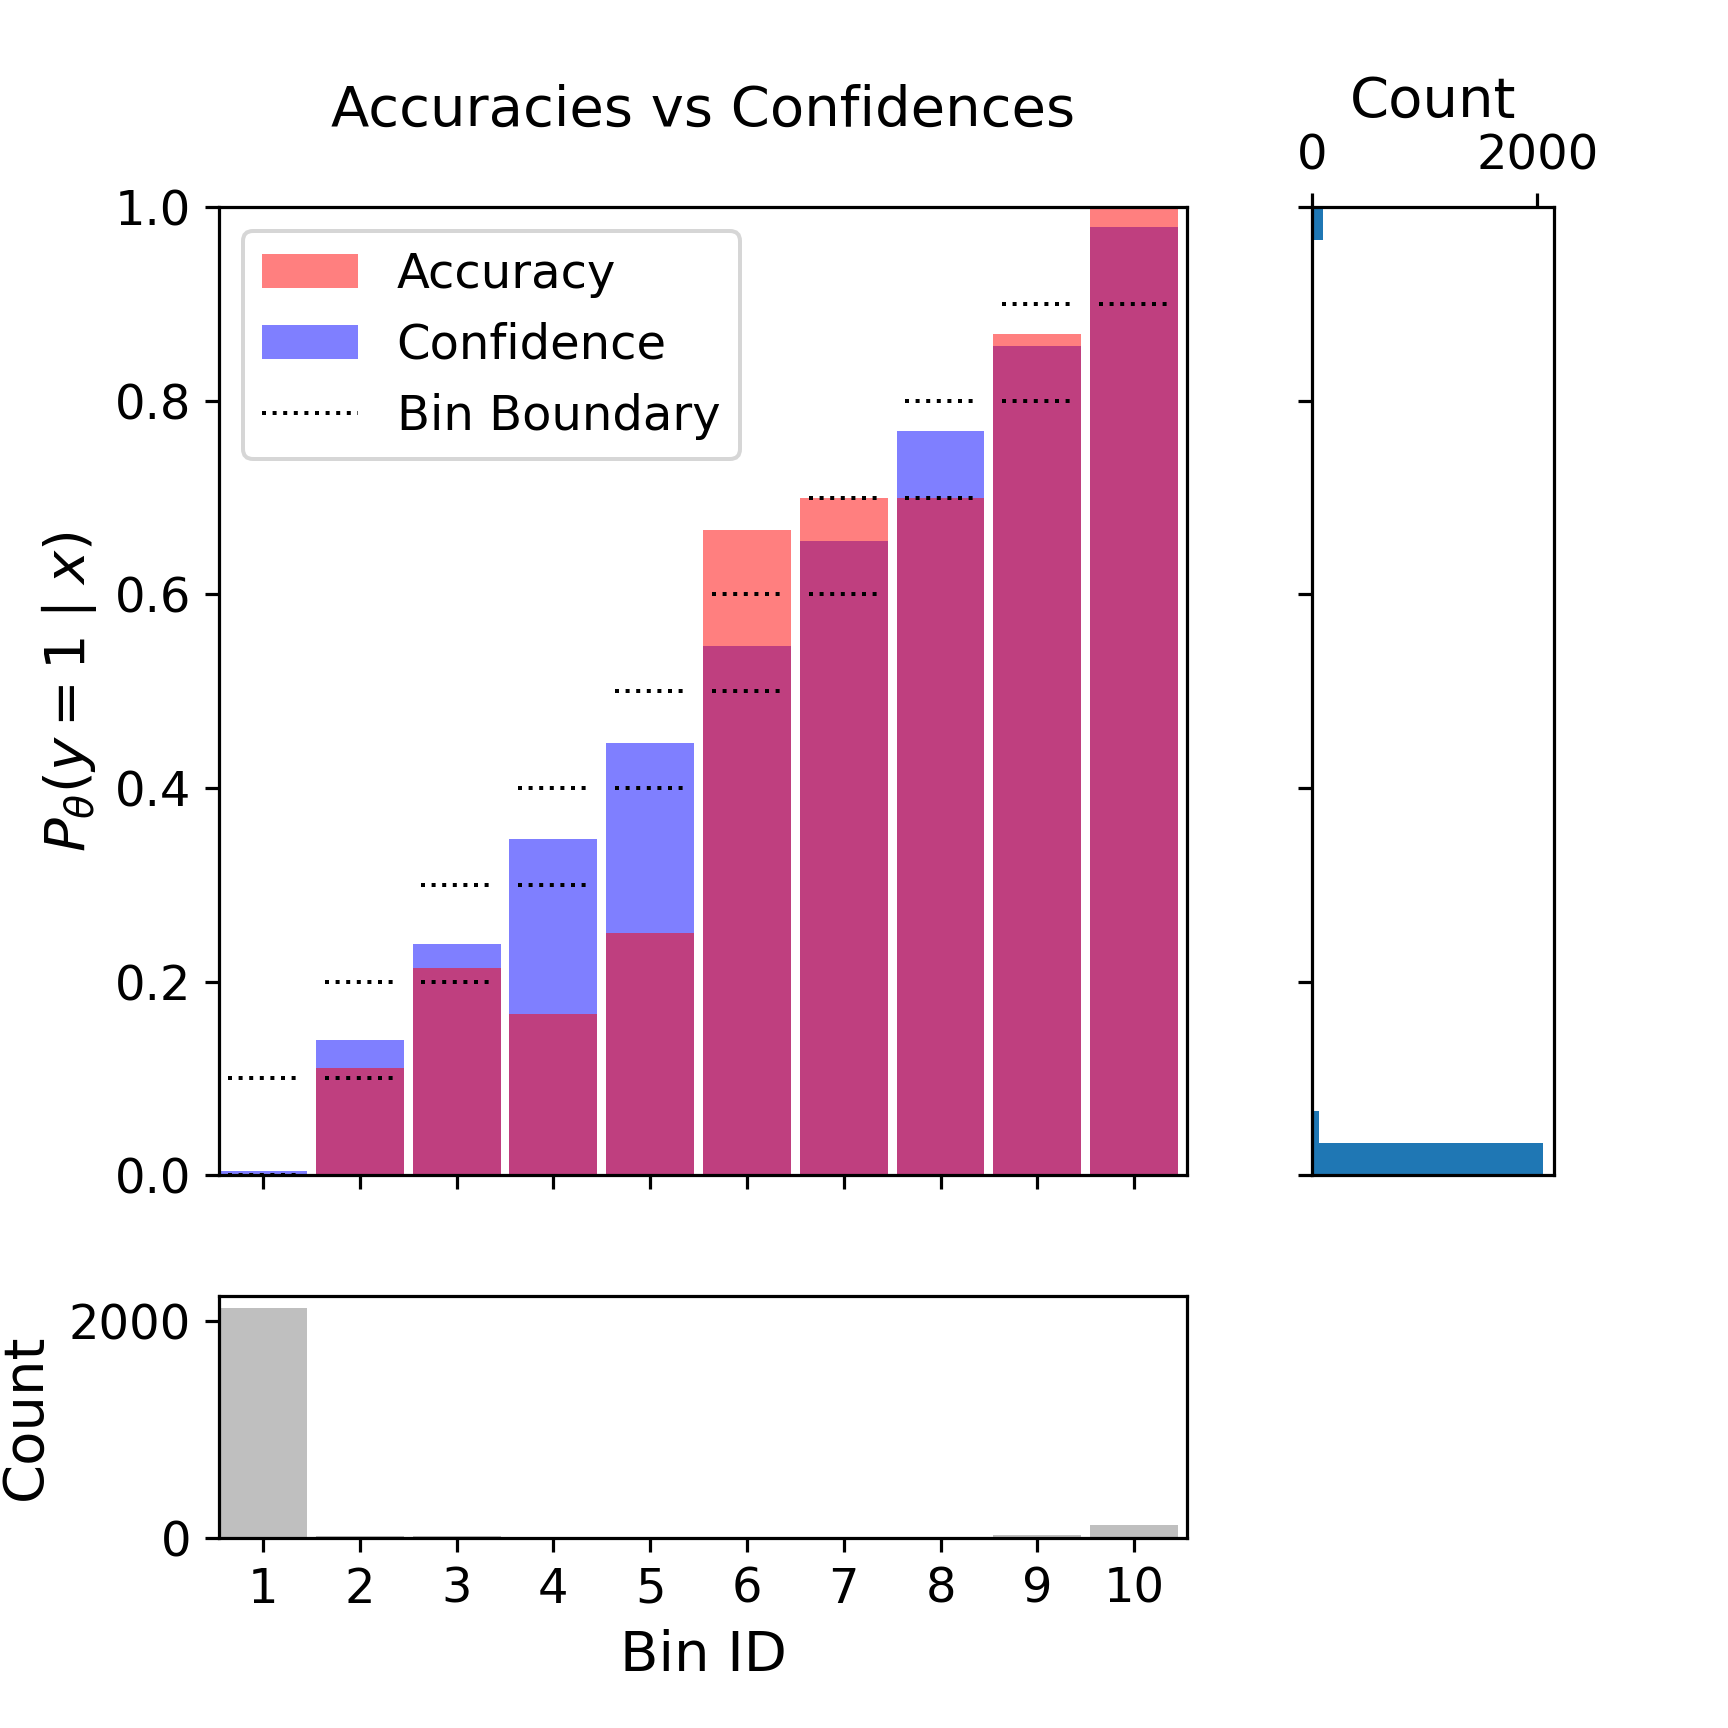 Accuracies vs Confidences
Count
0 2000
1.0
0.8
0.6
0.4
0.2
0.0
P_θ(y = 1 | x)
Accuracy
Confidence
Bin Boundary
2000
0
Count
1 2 3 4 5 6 7 8 9 10
Bin ID